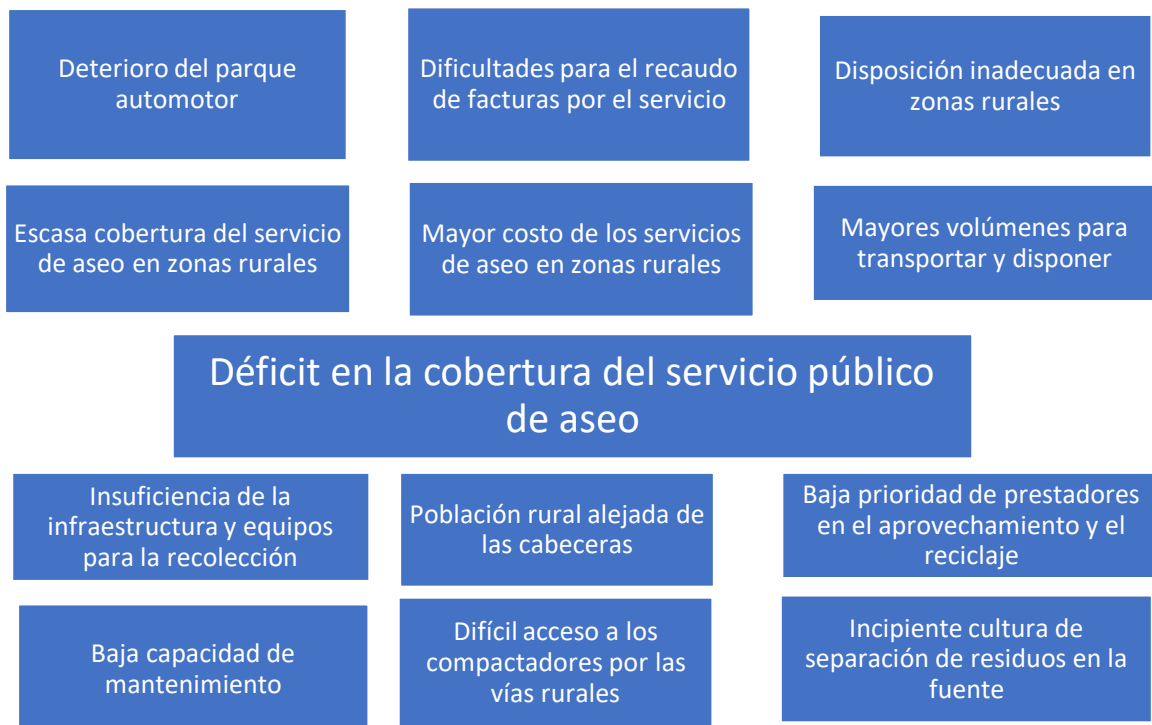 Deterioro del parque
automotor
Dificultades para el recaudo
de facturas por el servicio
Disposición inadecuada en
zonas rurales
Escasa cobertura del servicio
de aseo en zonas rurales
Mayor costo de los servicios
de aseo en zonas rurales
Mayores volúmenes para
transportar y disponer
Déficit en la cobertura del servicio público
de aseo
Insuficiencia de la
infraestructura y equipos
para la recolección
Población rural alejada de
las cabeceras
Baja prioridad de prestadores
en el aprovechamiento y el
reciclaje
Baja capacidad de
mantenimiento
Difícil acceso a los
compactadores por las
vías rurales
Incipiente cultura de
separación de residuos en la
fuente